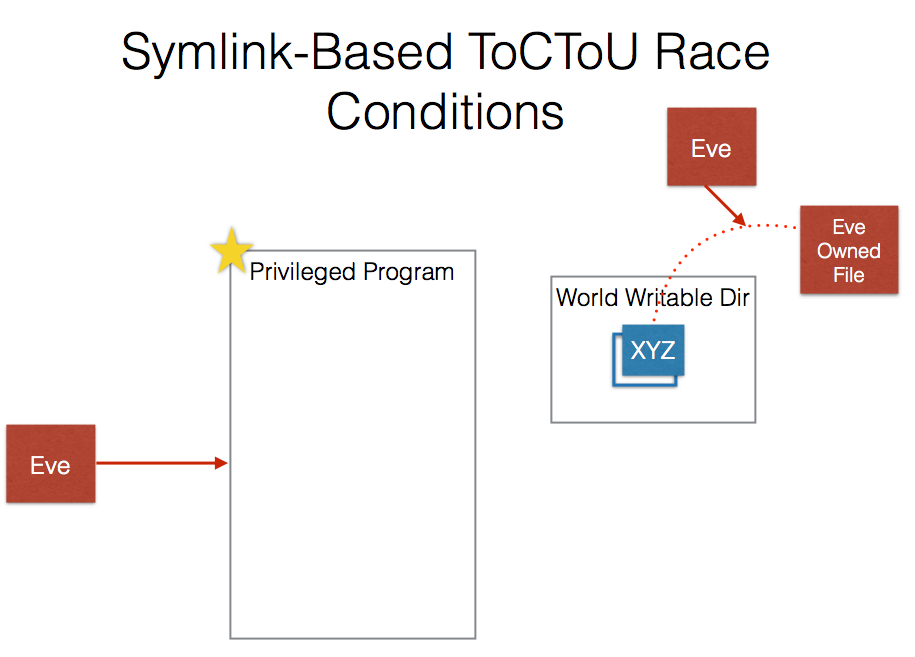 Symlink-Based ToCToU Race
Conditions
Eve
Eve
Owned
File
Privileged Program
World Writable Dir
XYZ
Eve